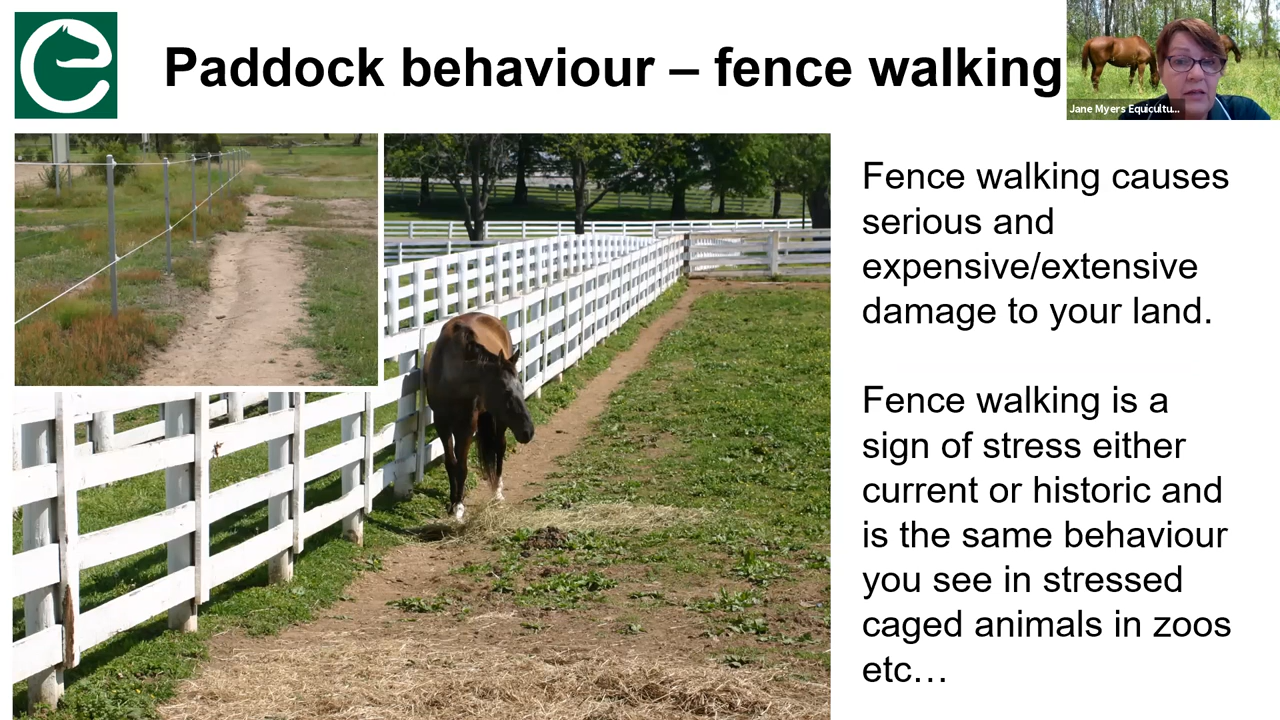 Paddock behaviour – fence walking
Jane Myers Equicultu...
Fence walking causes
serious and
expensive/extensive
damage to your land.
Fence walking is a
sign of stress either
current or historic and
is the same behaviour
you see in stressed
caged animals in zoos
etc…